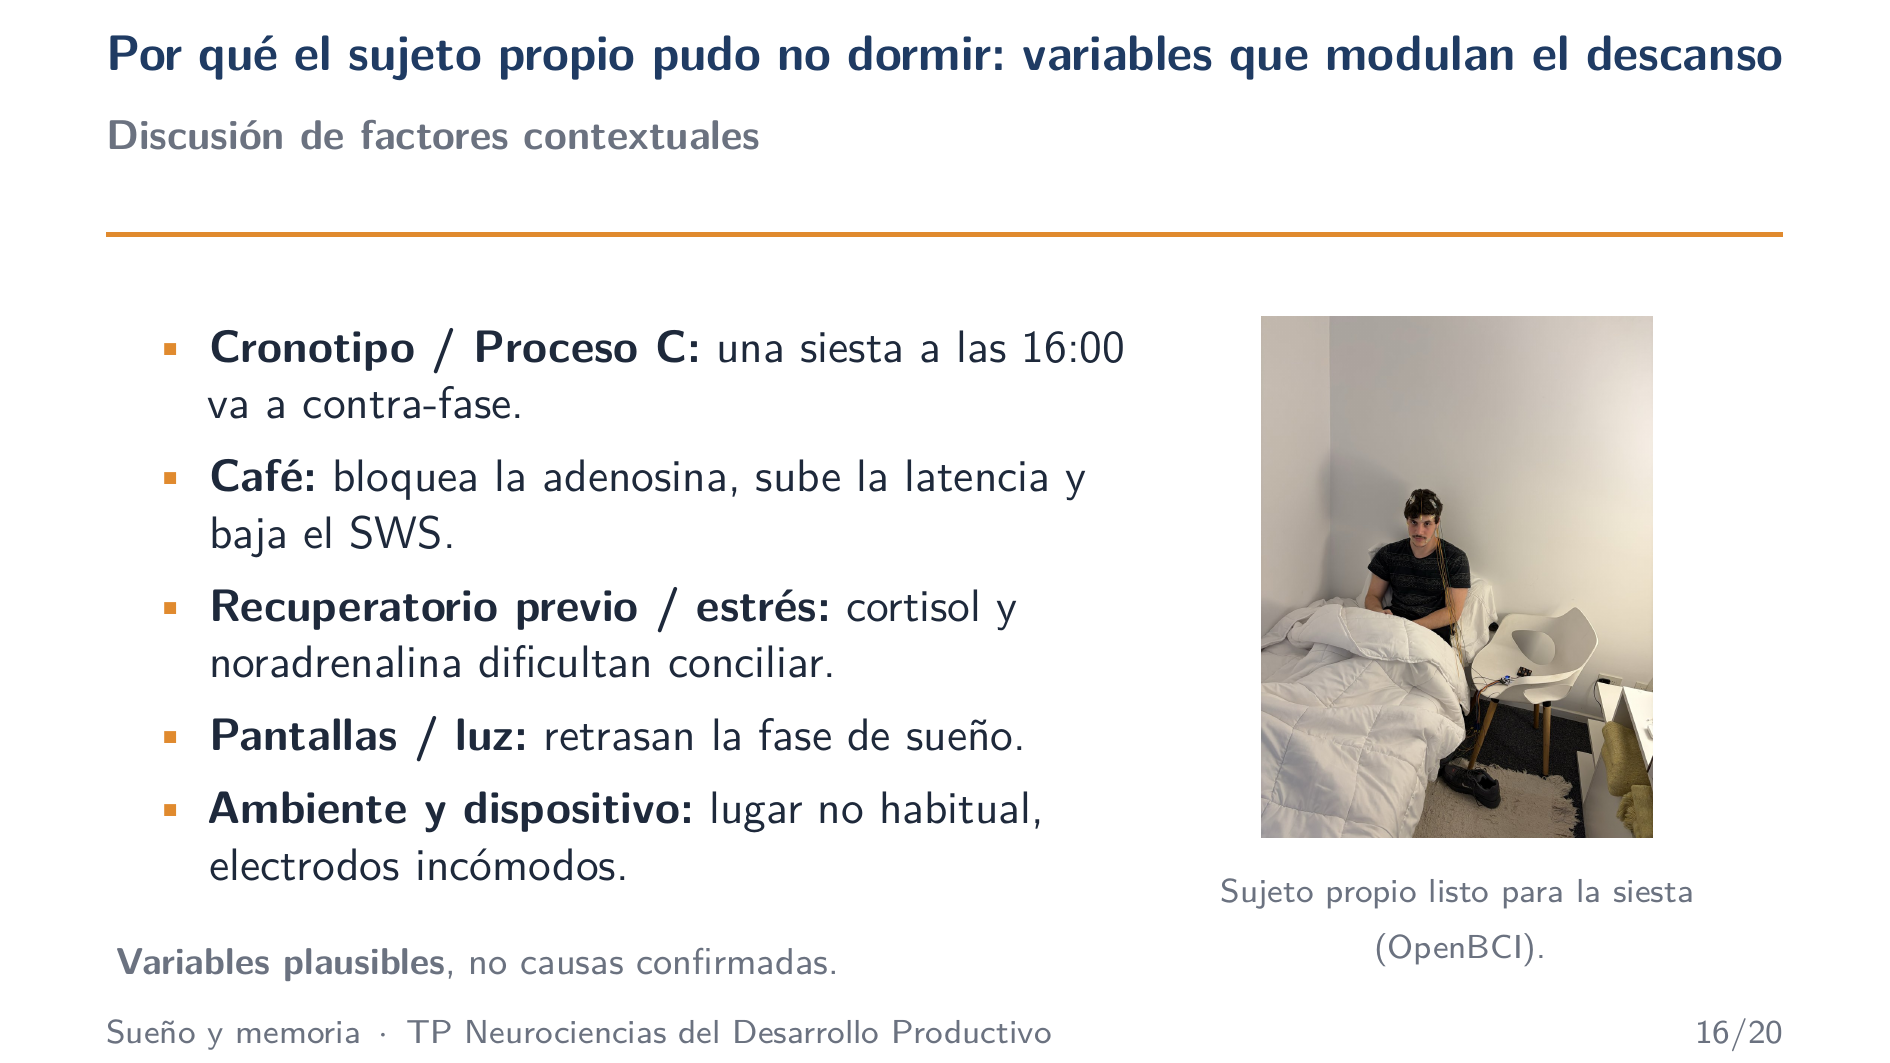 Por qué el sujeto propio pudo no dormir: variables que modulan el descanso
Discusión de factores contextuales
▪ Cronotipo / Proceso C: una siesta a las 16:00
va a contra-fase.
▪ Café: bloquea la adenosina, sube la latencia y
baja el SWS.
▪ Recuperatorio previo / estrés: cortisol y
noradrenalina dificultan conciliar.
▪ Pantallas / luz: retrasan la fase de sueño.
▪ Ambiente y dispositivo: lugar no habitual,
electrodos incómodos.
Variables plausibles, no causas confirmadas.
Sujeto propio listo para la siesta
(OpenBCI).
Sueño y memoria · TP Neurociencias del Desarrollo Productivo
16/20